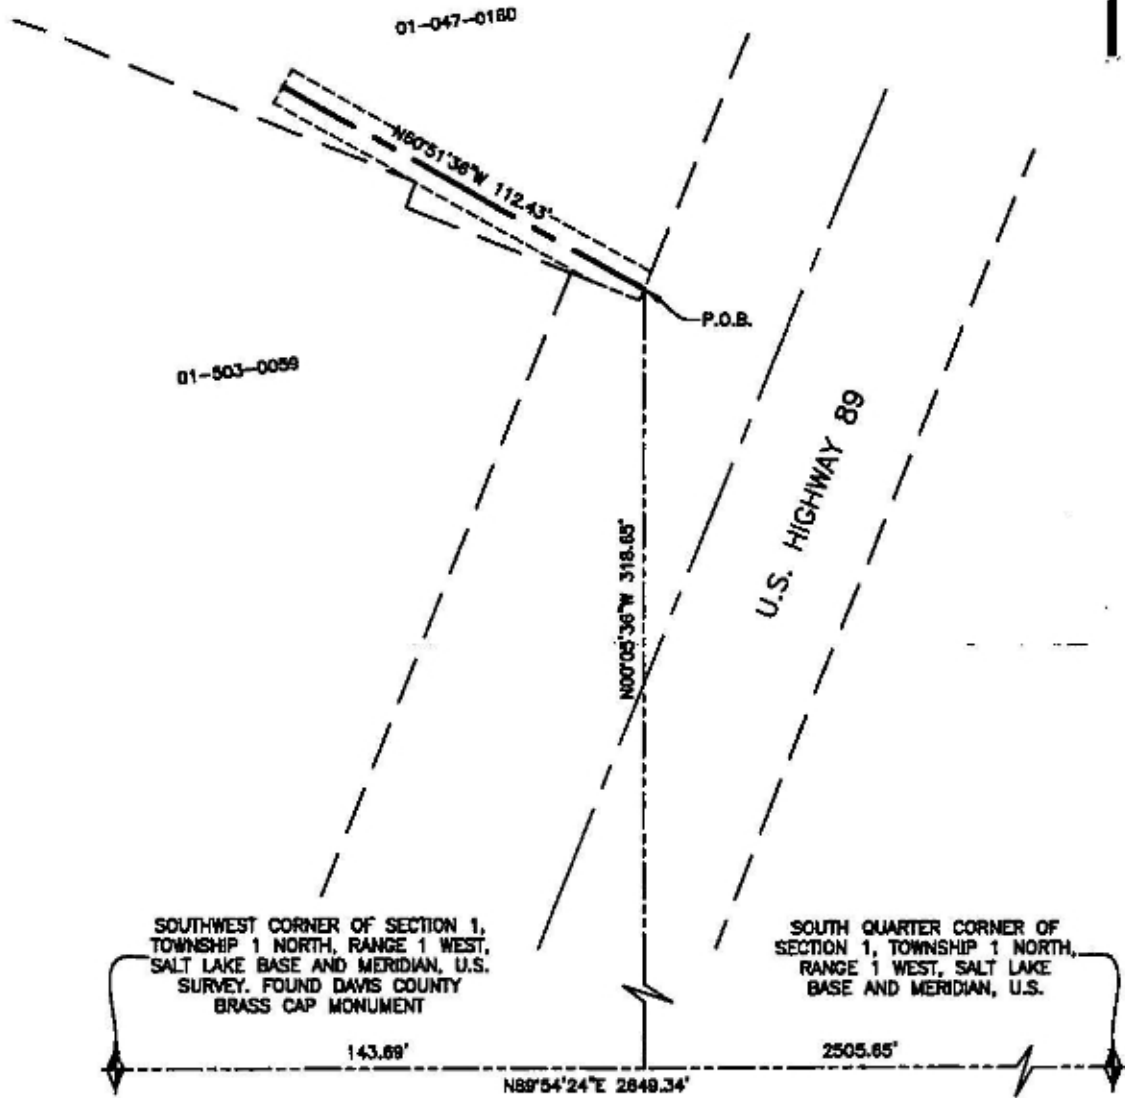 01-047-0180
N60°51'36"W 112.43'
P.O.B.
01-503-0059
U.S. HIGHWAY 89
N00°05'36"W 318.65'
SOUTHWEST CORNER OF SECTION 1,
TOWNSHIP 1 NORTH, RANGE 1 WEST,
SALT LAKE BASE AND MERIDIAN, U.S.
SURVEY. FOUND DAVIS COUNTY
BRASS CAP MONUMENT
SOUTH QUARTER CORNER OF
SECTION 1, TOWNSHIP 1 NORTH,
RANGE 1 WEST, SALT LAKE
BASE AND MERIDIAN, U.S.
143.69'
2505.65'
N89°54'24"E 2649.34'